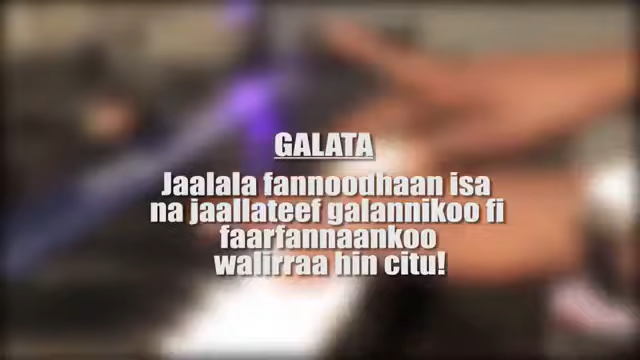 GALATA
Jaalala fannoodhaan isa
na jaallateef galannikoo fi
faarfannaankoo
walirraa hin citu!